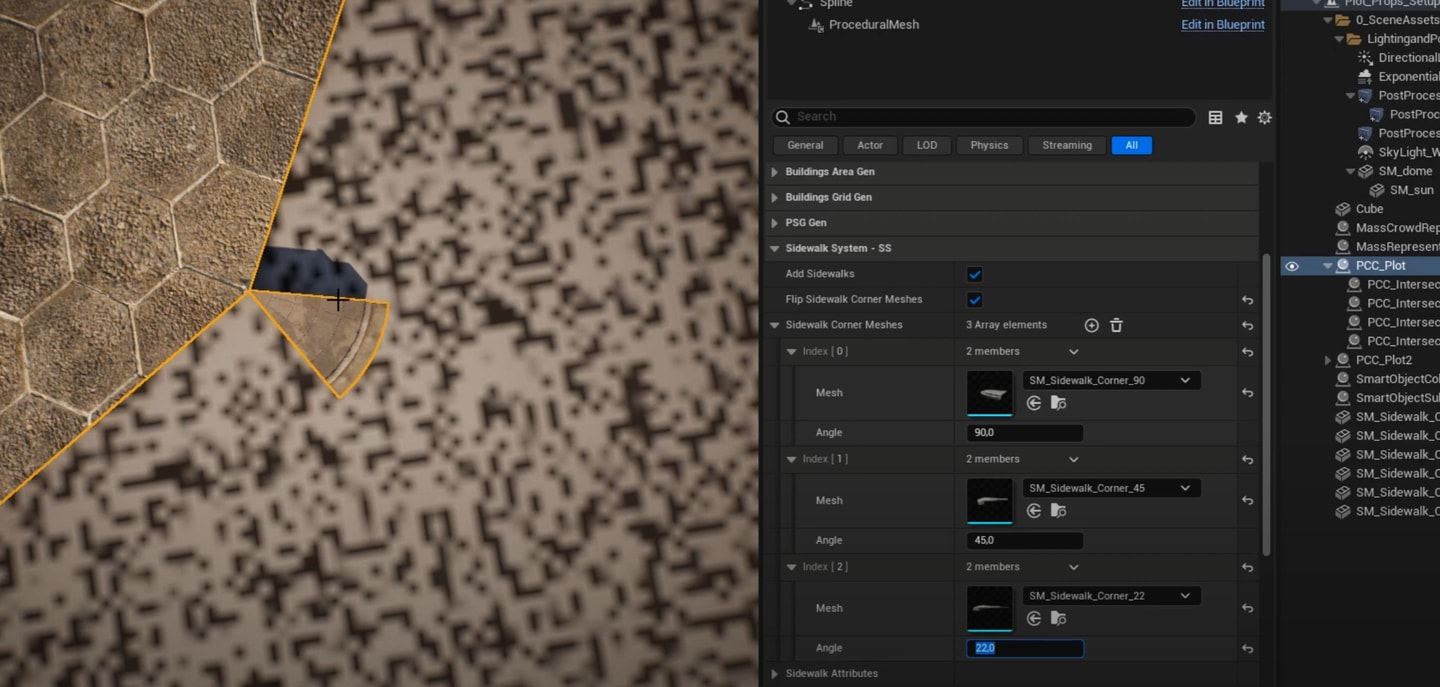 Spline
Edit in Blueprint
ProceduralMesh
Edit in Blueprint
Search
General
Actor
LOD
Physics
Streaming
All
Buildings Area Gen
Buildings Grid Gen
PSG Gen
Sidewalk System - SS
Add Sidewalks
Flip Sidewalk Corner Meshes
Sidewalk Corner Meshes
3 Array elements
Index [ 0 ]
2 members
Mesh
SM_Sidewalk_Corner_90
Angle
90,0
Index [ 1 ]
2 members
Mesh
SM_Sidewalk_Corner_45
Angle
45,0
Index [ 2 ]
2 members
Mesh
SM_Sidewalk_Corner_22
Angle
22,0
Sidewalk Attributes
Plot_Props_Setup
0_SceneAssets
LightingandPo
DirectionalL
Exponential
PostProces
PostProc
PostProces
SkyLight_W
SM_dome
SM_sun
Cube
MassCrowdRep
MassRepresent
PCC_Plot
PCC_Intersec
PCC_Intersec
PCC_Intersec
PCC_Intersec
PCC_Plot2
SmartObjectCol
SmartObjectSu
SM_Sidewalk_C
SM_Sidewalk_C
SM_Sidewalk_C
SM_Sidewalk_C
SM_Sidewalk_C
SM_Sidewalk_C